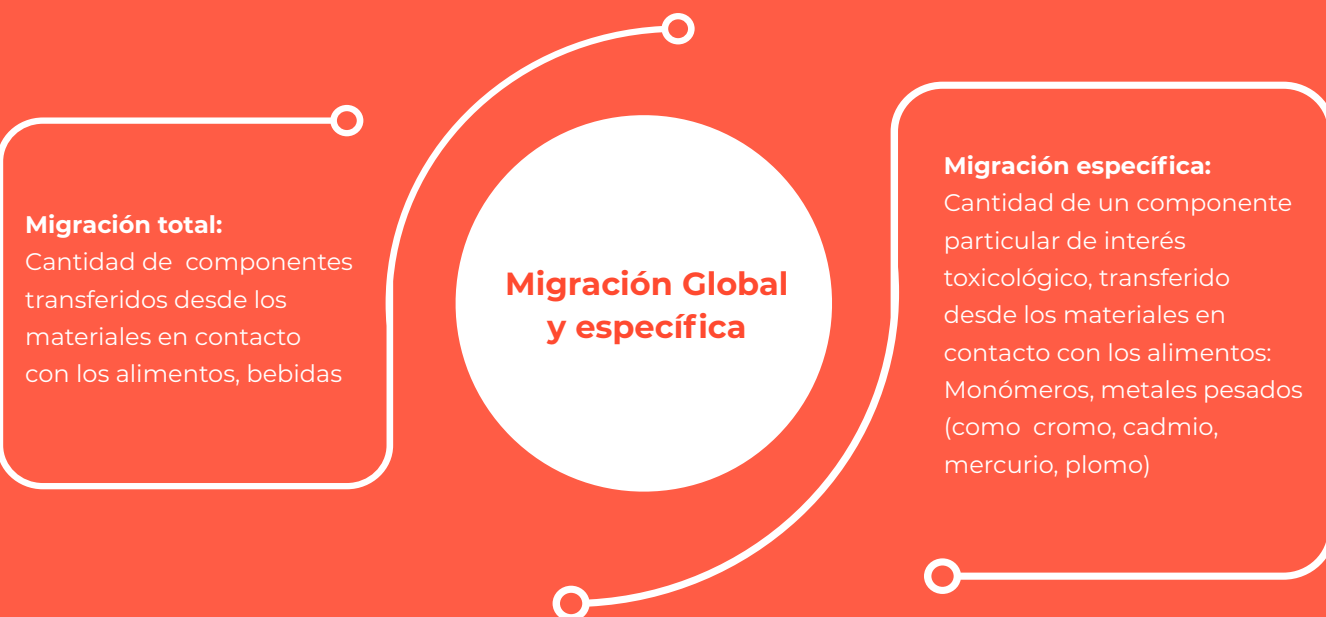 Migración total:
Cantidad de  componentes
transferidos desde los
materiales en contacto
con los alimentos, bebidas
Migración Global
y específica
Migración específica:
Cantidad de un componente
particular de interés
toxicológico, transferido
desde los materiales en
contacto con los alimentos:
Monómeros, metales pesados
(como  cromo, cadmio,
mercurio, plomo)